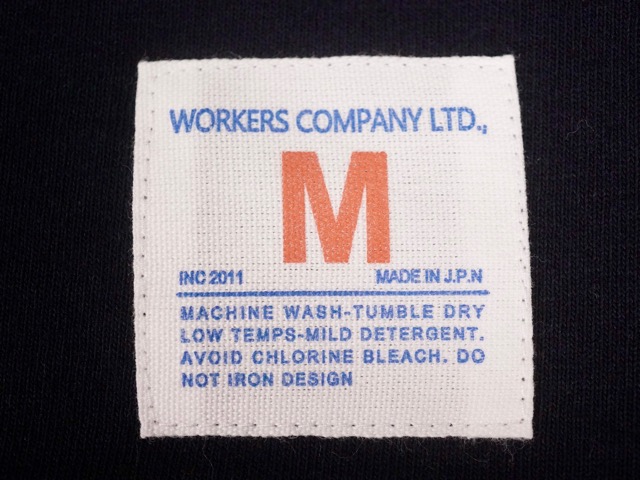 WORKERS COMPANY LTD.,
M
INC 2011 MADE IN J.P.N
MACHINE WASH-TUMBLE DRY
LOW TEMPS-MILD DETERGENT.
AVOID CHLORINE BLEACH. DO
NOT IRON DESIGN